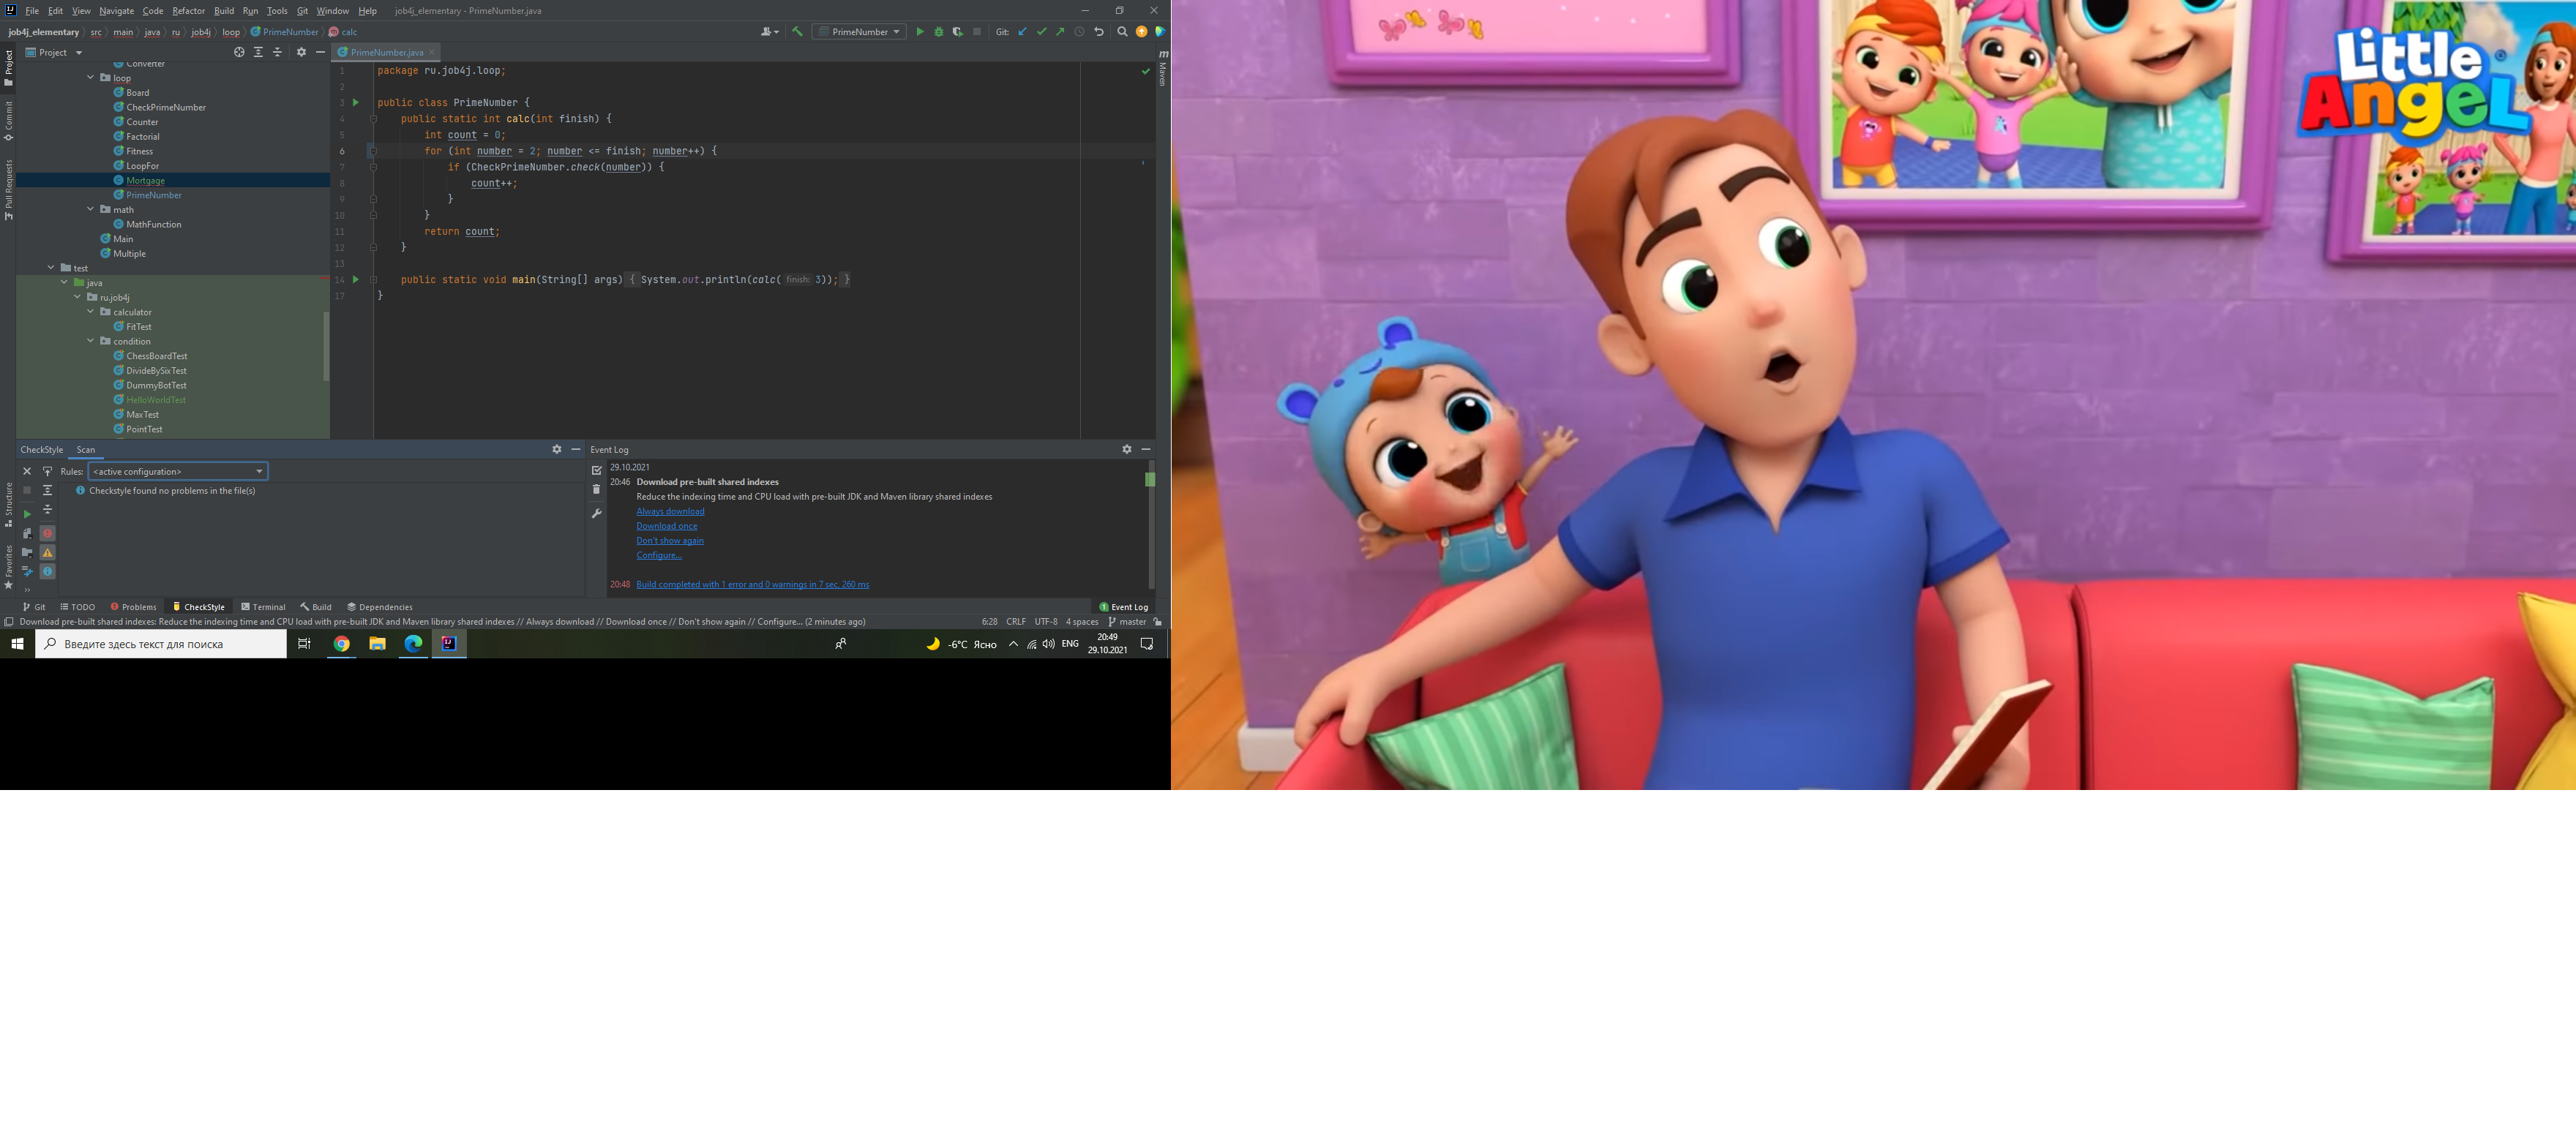 File Edit View Navigate Code Refactor Build Run Tools Git Window Help job4j_elementary - PrimeNumber.java
job4j_elementary src main java ru job4j loop PrimeNumber calc
PrimeNumber
Git:
Project
PrimeNumber.java
Project
Commit
Pull Requests
Structure
Favorites
Maven
Converter
loop
Board
CheckPrimeNumber
Counter
Factorial
Fitness
LoopFor
Mortgage
PrimeNumber
math
MathFunction
Main
Multiple
test
java
ru.job4j
calculator
FitTest
condition
ChessBoardTest
DivideBySixTest
DummyBotTest
HelloWorldTest
MaxTest
PointTest
1 package ru.job4j.loop;
2
3 public class PrimeNumber {
4 public static int calc(int finish) {
5 int count = 0;
6 for (int number = 2; number <= finish; number++) {
7 if (CheckPrimeNumber.check(number)) {
8 count++;
9 }
10 }
11 return count;
12 }
13
14 public static void main(String[] args) { System.out.println(calc( finish: 3)); }
17 }
CheckStyle Scan
Rules: <active configuration>
Checkstyle found no problems in the file(s)
Event Log
29.10.2021
20:46 Download pre-built shared indexes
Reduce the indexing time and CPU load with pre-built JDK and Maven library shared indexes
Always download
Download once
Don't show again
Configure...
20:48 Build completed with 1 error and 0 warnings in 7 sec, 260 ms
Git TODO Problems CheckStyle Terminal Build Dependencies
1 Event Log
Download pre-built shared indexes: Reduce the indexing time and CPU load with pre-built JDK and Maven library shared indexes // Always download // Download once // Don't show again // Configure... (2 minutes ago)
6:28 CRLF UTF-8 4 spaces master
Введите здесь текст для поиска
-6°C Ясно
ENG
20:49
29.10.2021
Little
Angel